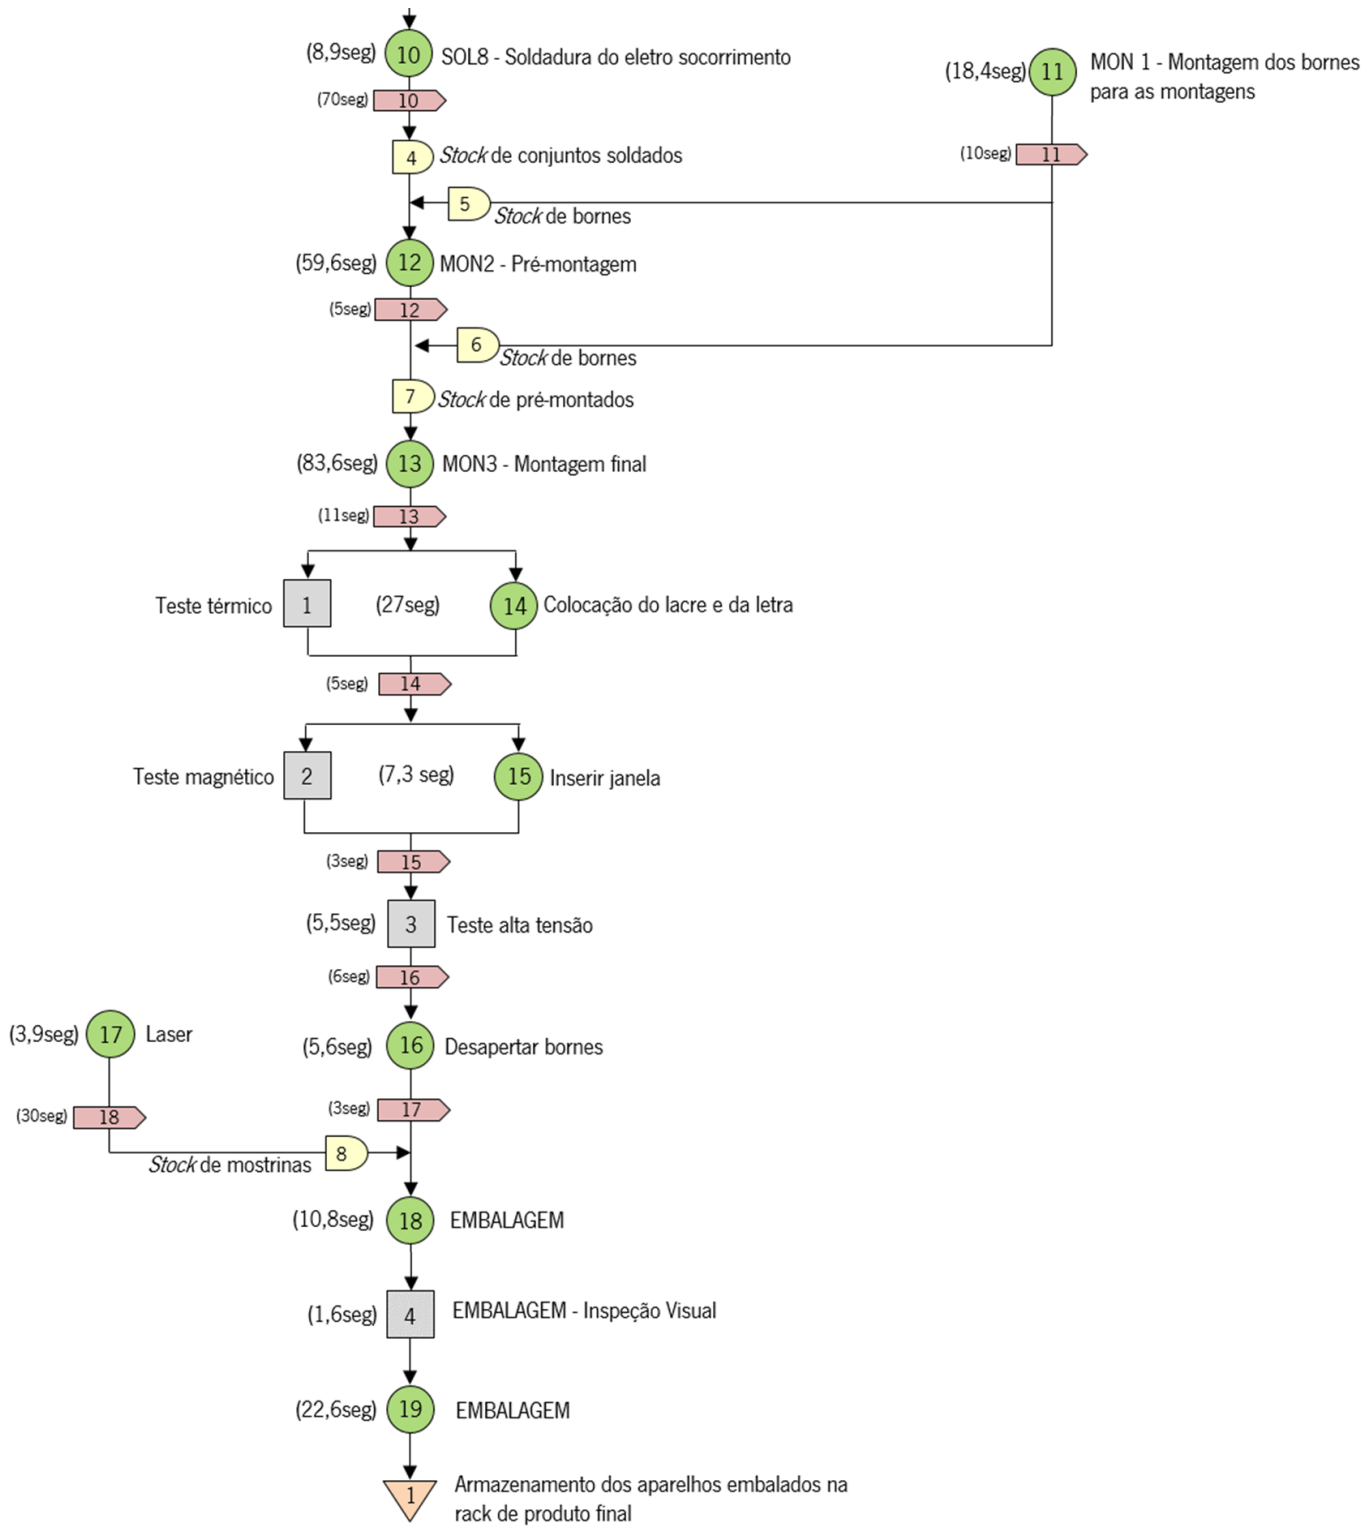 (8,9seg) 10 SOL8 - Soldadura do eletro socorrimento
(18,4seg) 11 MON 1 - Montagem dos bornes
para as montagens
(70seg) 10
(10seg) 11
4 Stock de conjuntos soldados
5
Stock de bornes
(59,6seg) 12 MON2 - Pré-montagem
(5seg) 12
6
Stock de bornes
7 Stock de pré-montados
(83,6seg) 13 MON3 - Montagem final
(11seg) 13
Teste térmico 1 (27seg) 14 Colocação do lacre e da letra
(5seg) 14
Teste magnético 2 (7,3 seg) 15 Inserir janela
(3seg) 15
(5,5seg) 3 Teste alta tensão
(6seg) 16
(3,9seg) 17 Laser
(5,6seg) 16 Desapertar bornes
(30seg) 18
(3seg) 17
Stock de mostrinas 8
(10,8seg) 18 EMBALAGEM
(1,6seg) 4 EMBALAGEM - Inspeção Visual
(22,6seg) 19 EMBALAGEM
1 Armazenamento dos aparelhos embalados na
rack de produto final